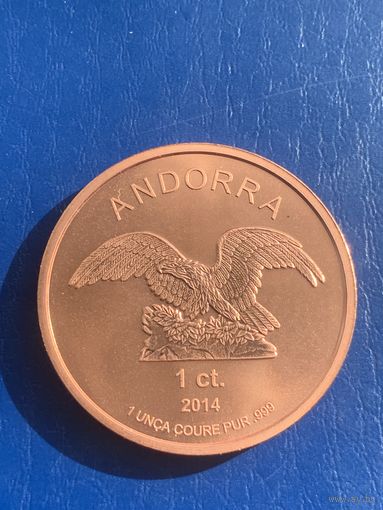 ANDORRA
1 ct.
2014
1 UNÇA COURE PUR .999